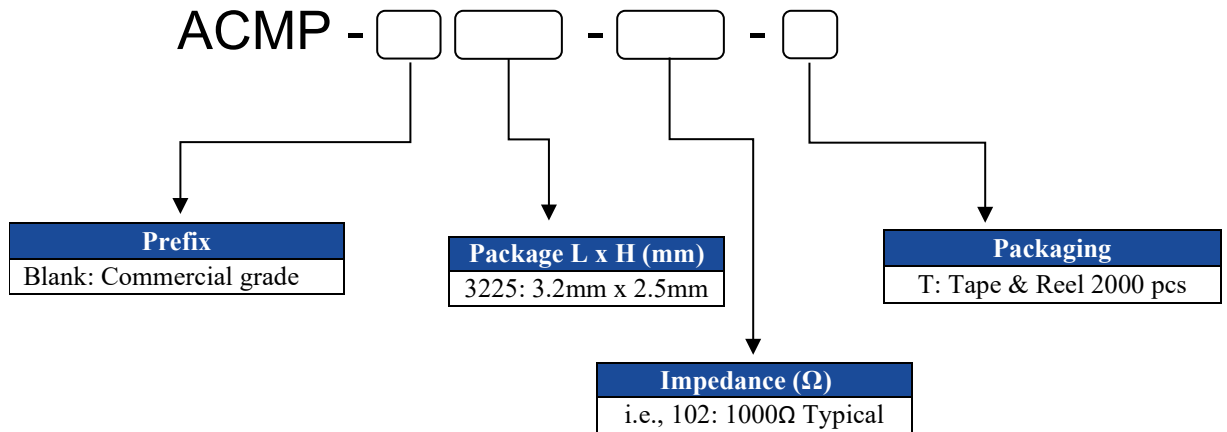 ACMP - -  -
Prefix
Blank: Commercial grade
Package L x H (mm)
3225: 3.2mm x 2.5mm
Packaging
T: Tape & Reel 2000 pcs
Impedance (Ω)
i.e., 102: 1000Ω Typical